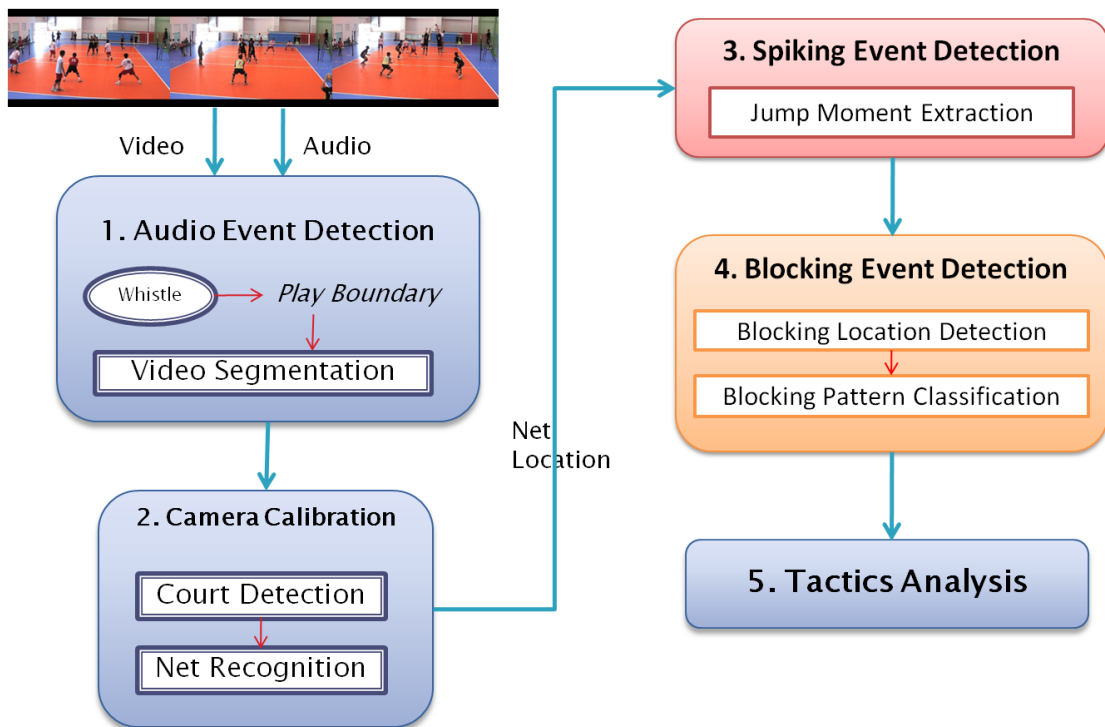 Video
Audio
1. Audio Event Detection
Whistle
Play Boundary
Video Segmentation
Net
Location
2. Camera Calibration
Court Detection
Net Recognition
3. Spiking Event Detection
Jump Moment Extraction
4. Blocking Event Detection
Blocking Location Detection
Blocking Pattern Classification
5. Tactics Analysis